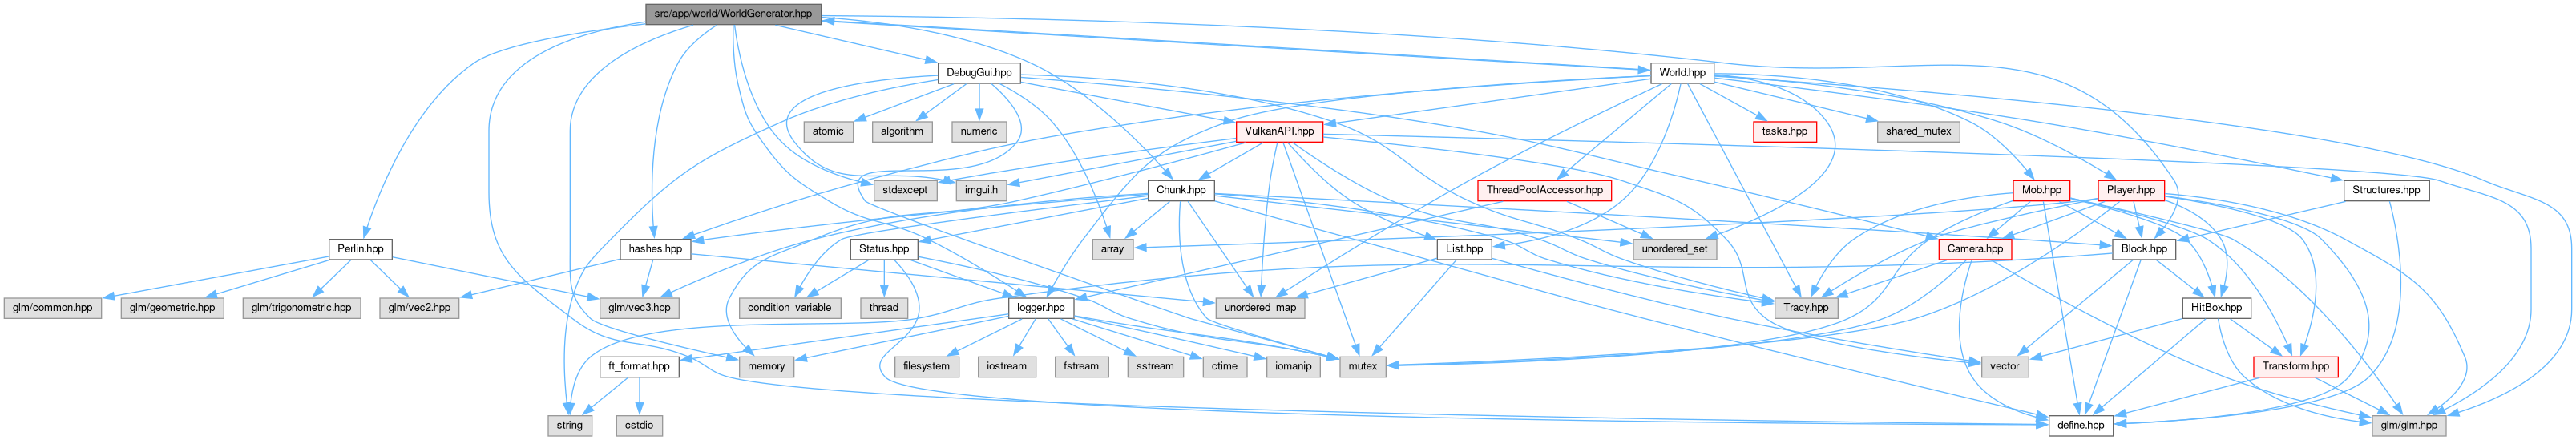 src/app/world/WorldGenerator.hpp
DebugGui.hpp
World.hpp
atomic
algorithm
numeric
VulkanAPI.hpp
tasks.hpp
shared_mutex
stdexcept
imgui.h
Chunk.hpp
ThreadPoolAccessor.hpp
Mob.hpp
Player.hpp
Structures.hpp
Perlin.hpp
hashes.hpp
Status.hpp
array
List.hpp
unordered_set
Camera.hpp
Block.hpp
glm/common.hpp
glm/geometric.hpp
glm/trigonometric.hpp
glm/vec2.hpp
glm/vec3.hpp
condition_variable
thread
logger.hpp
unordered_map
Tracy.hpp
HitBox.hpp
ft_format.hpp
memory
filesystem
iostream
fstream
sstream
ctime
iomanip
mutex
vector
Transform.hpp
string
cstdio
define.hpp
glm/glm.hpp